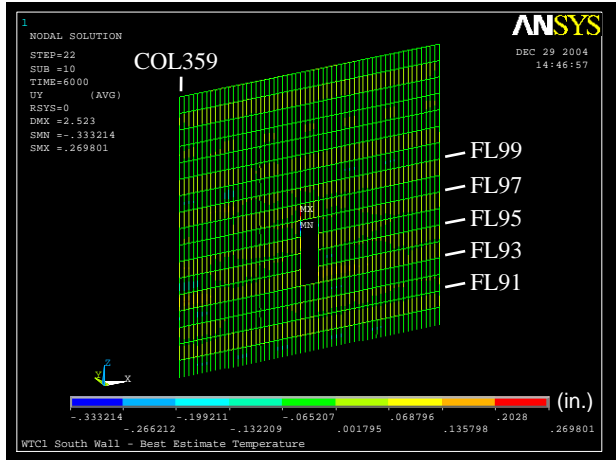 1
NODAL SOLUTION
STEP=22
SUB =10
TIME=6000
UY (AVG)
RSYS=0
DMX =2.523
SMN =-.333214
SMX =.269801
ANSYS
DEC 29 2004
14:46:57
COL359
FL99
FL97
FL95
FL93
FL91
MX
MN
Z
Y
X
(in.)
-.333214 -.199211 -.065207 .068796 .2028
-.266212 -.132209 .001795 .135798 .269801
WTC1 South Wall - Best Estimate Temperature